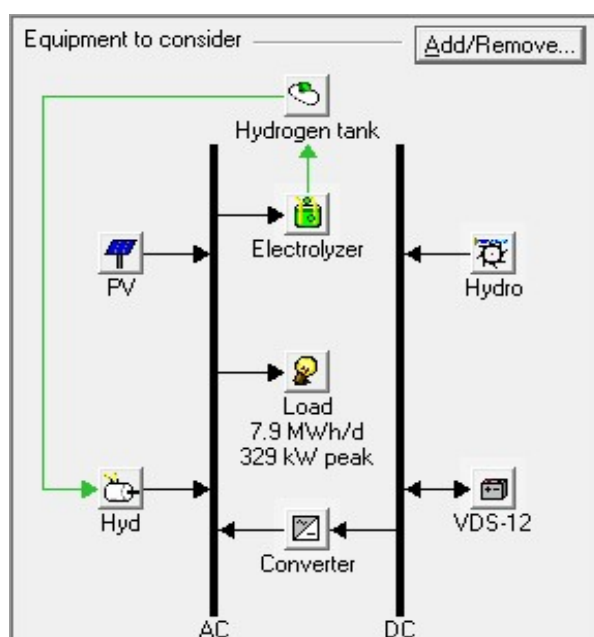 Equipment to consider
Add/Remove...
Hydrogen tank
Electrolyzer
PV
Hydro
Load
7.9 MWh/d
329 kW peak
Hyd
VDS-12
Converter
AC
DC